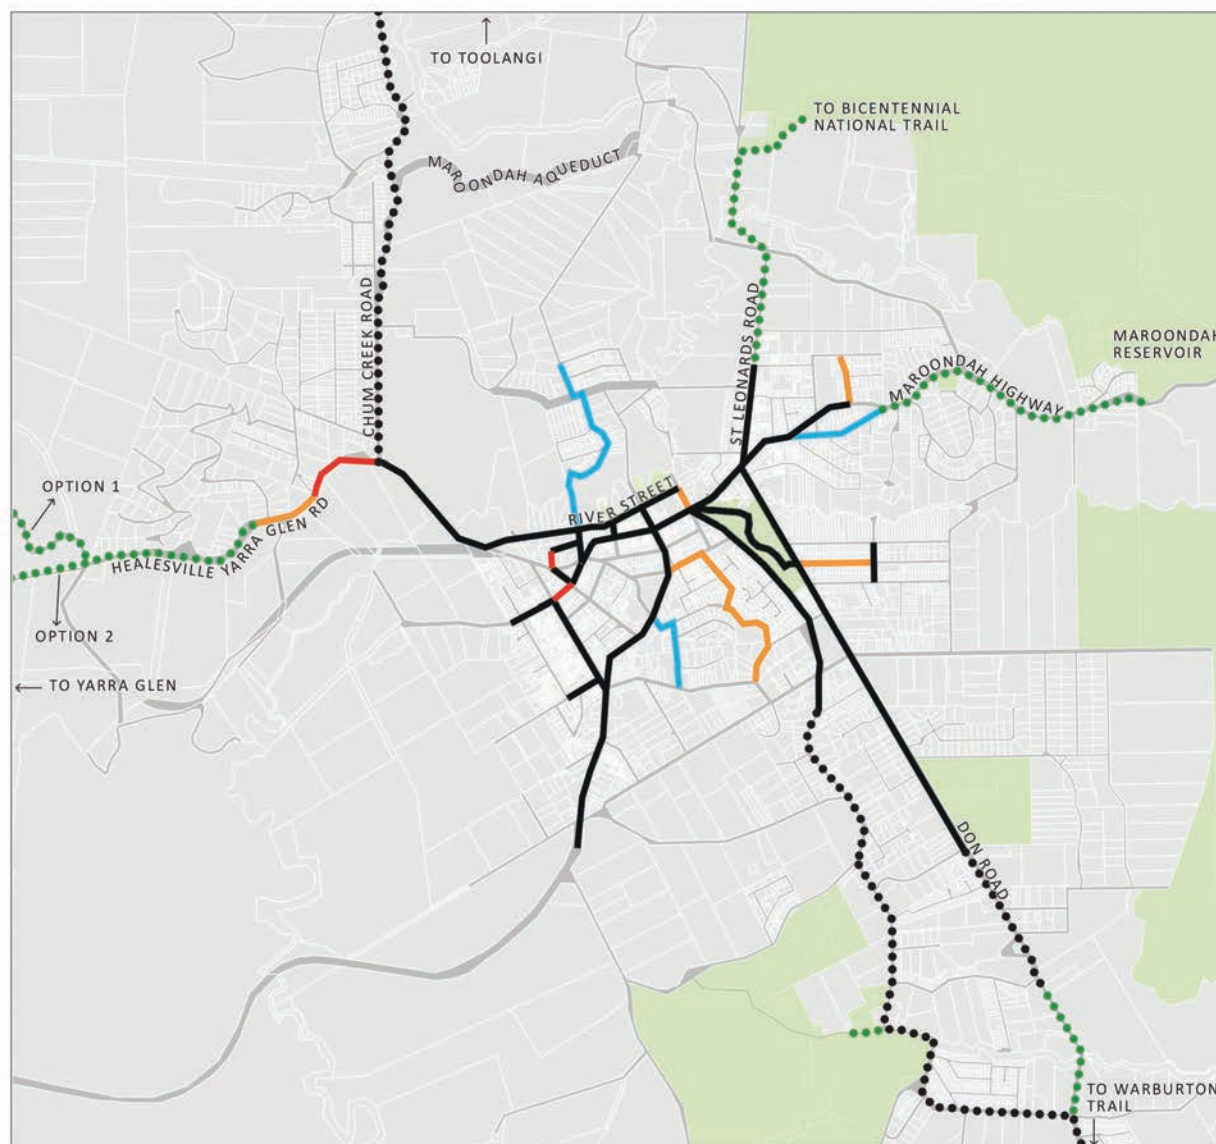 TO TOOLANGI
TO BICENTENNIAL
NATIONAL TRAIL
MAROONDAH AQUEDUCT
CHUM CREEK ROAD
ST LEONARDS ROAD
MAROONDAH
RESERVOIR
MAROONDAH HIGHWAY
OPTION 1
RIVER STREET
HEALESVILLE YARRA GLEN RD
OPTION 2
TO YARRA GLEN
DON ROAD
TO WARBURTON
TRAIL